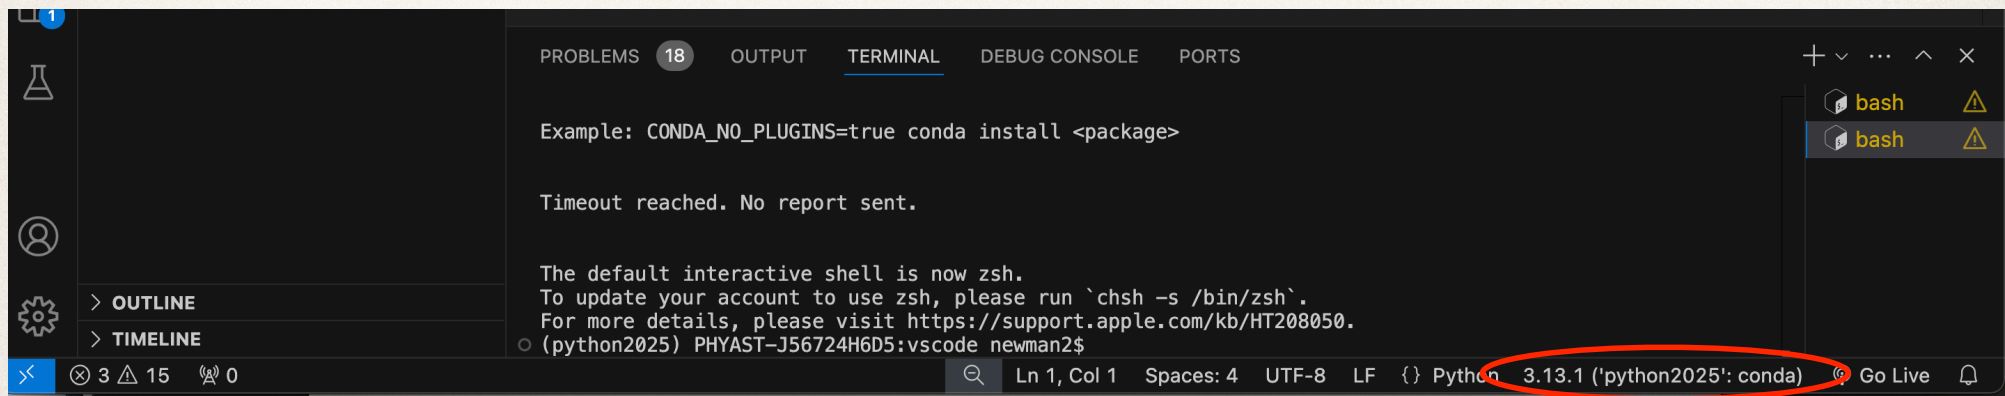 1
PROBLEMS 18 OUTPUT TERMINAL DEBUG CONSOLE PORTS
bash
Example: CONDA_NO_PLUGINS=true conda install <package>
bash
Timeout reached. No report sent.
The default interactive shell is now zsh.
To update your account to use zsh, please run `chsh -s /bin/zsh`.
For more details, please visit https://support.apple.com/kb/HT208050.
(python2025) PHYAST-J56724H6D5:vscode newman2$
OUTLINE
TIMELINE
3 15 0 Ln 1, Col 1 Spaces: 4 UTF-8 LF {} Python 3.13.1 ('python2025': conda) Go Live